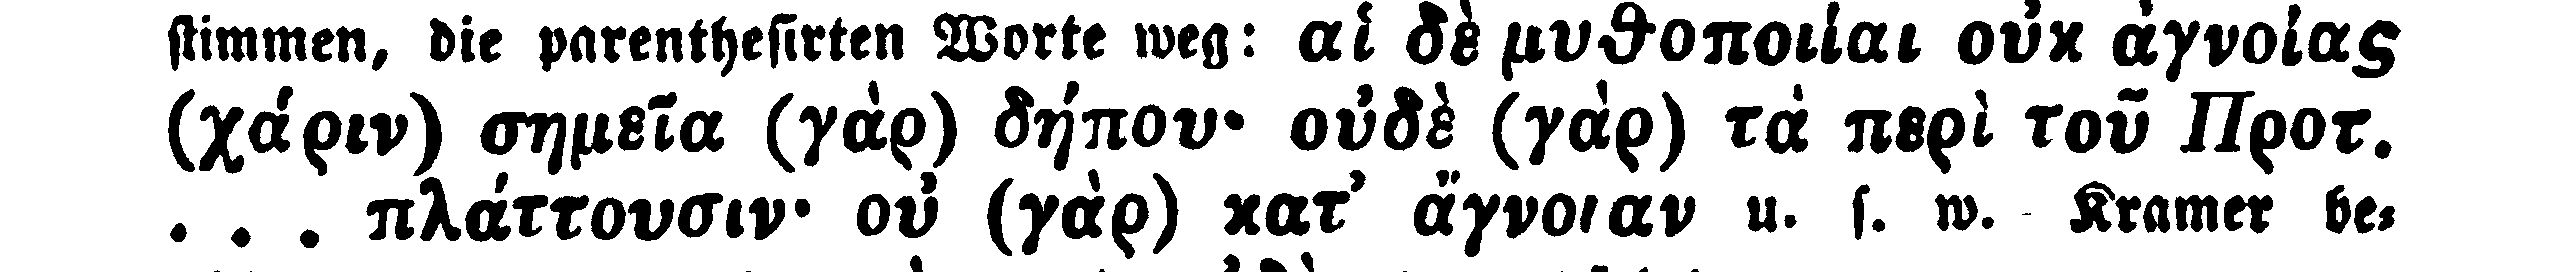 stimmen, die parenthesirten Worte weg: αἱ δὲ μυθοποιίαι οὐκ ἀγνοίας
(χάριν) σημεῖα (γὰρ) δήπου· οὐδὲ (γὰρ) τὰ περὶ τοῦ Προτ.
. . . πλάττουσιν· οὐ (γὰρ) κατ’ ἄγνοιαν u. s. w. Kramer be-